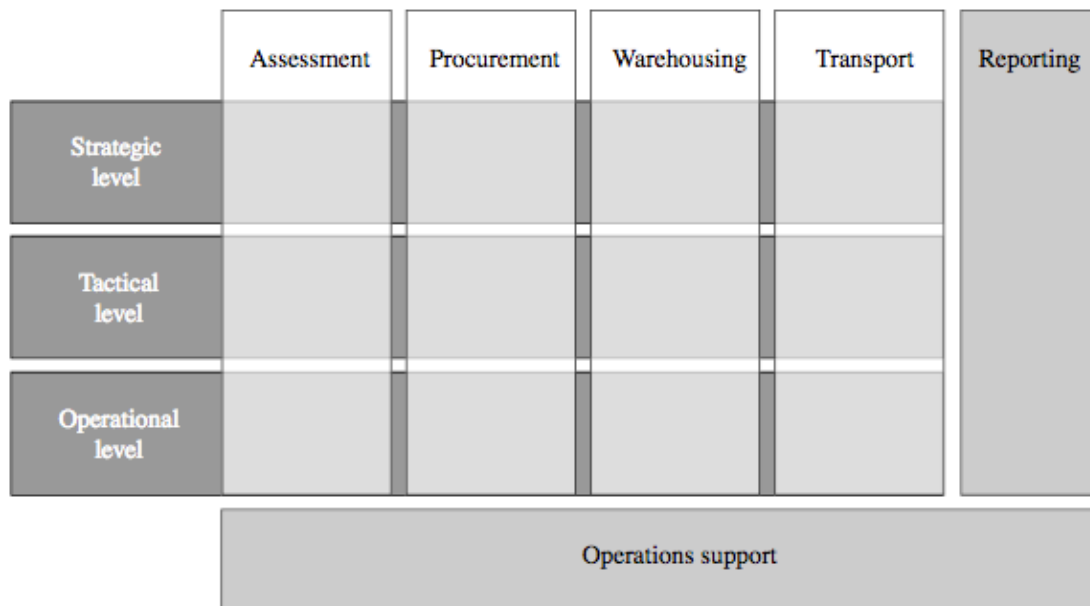 Assessment
Procurement
Warehousing
Transport
Reporting
Strategic
level
Tactical
level
Operational
level
Operations support